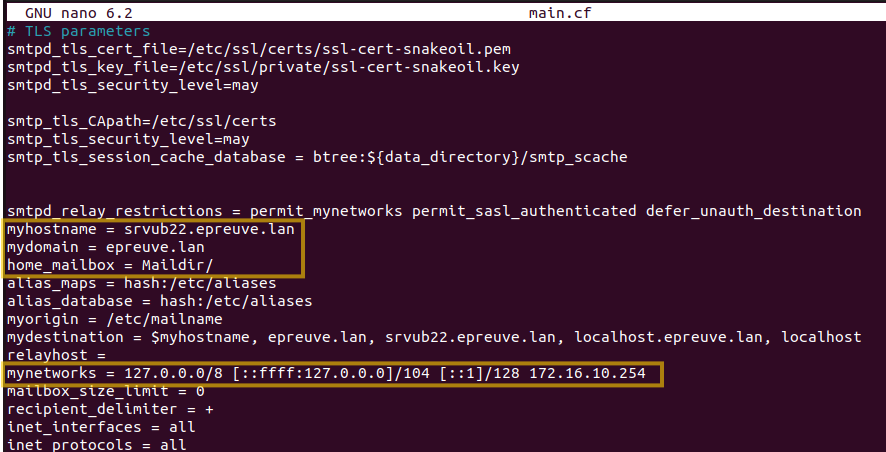 GNU nano 6.2 main.cf
# TLS parameters
smtpd_tls_cert_file=/etc/ssl/certs/ssl-cert-snakeoil.pem
smtpd_tls_key_file=/etc/ssl/private/ssl-cert-snakeoil.key
smtpd_tls_security_level=may

smtp_tls_CApath=/etc/ssl/certs
smtp_tls_security_level=may
smtp_tls_session_cache_database = btree:${data_directory}/smtp_scache

smtpd_relay_restrictions = permit_mynetworks permit_sasl_authenticated defer_unauth_destination
myhostname = srvub22.epreuve.lan
mydomain = epreuve.lan
home_mailbox = Maildir/
alias_maps = hash:/etc/aliases
alias_database = hash:/etc/aliases
myorigin = /etc/mailname
mydestination = $myhostname, epreuve.lan, srvub22.epreuve.lan, localhost.epreuve.lan, localhost
relayhost =
mynetworks = 127.0.0.0/8 [::ffff:127.0.0.0]/104 [::1]/128 172.16.10.254
mailbox_size_limit = 0
recipient_delimiter = +
inet_interfaces = all
inet_protocols = all